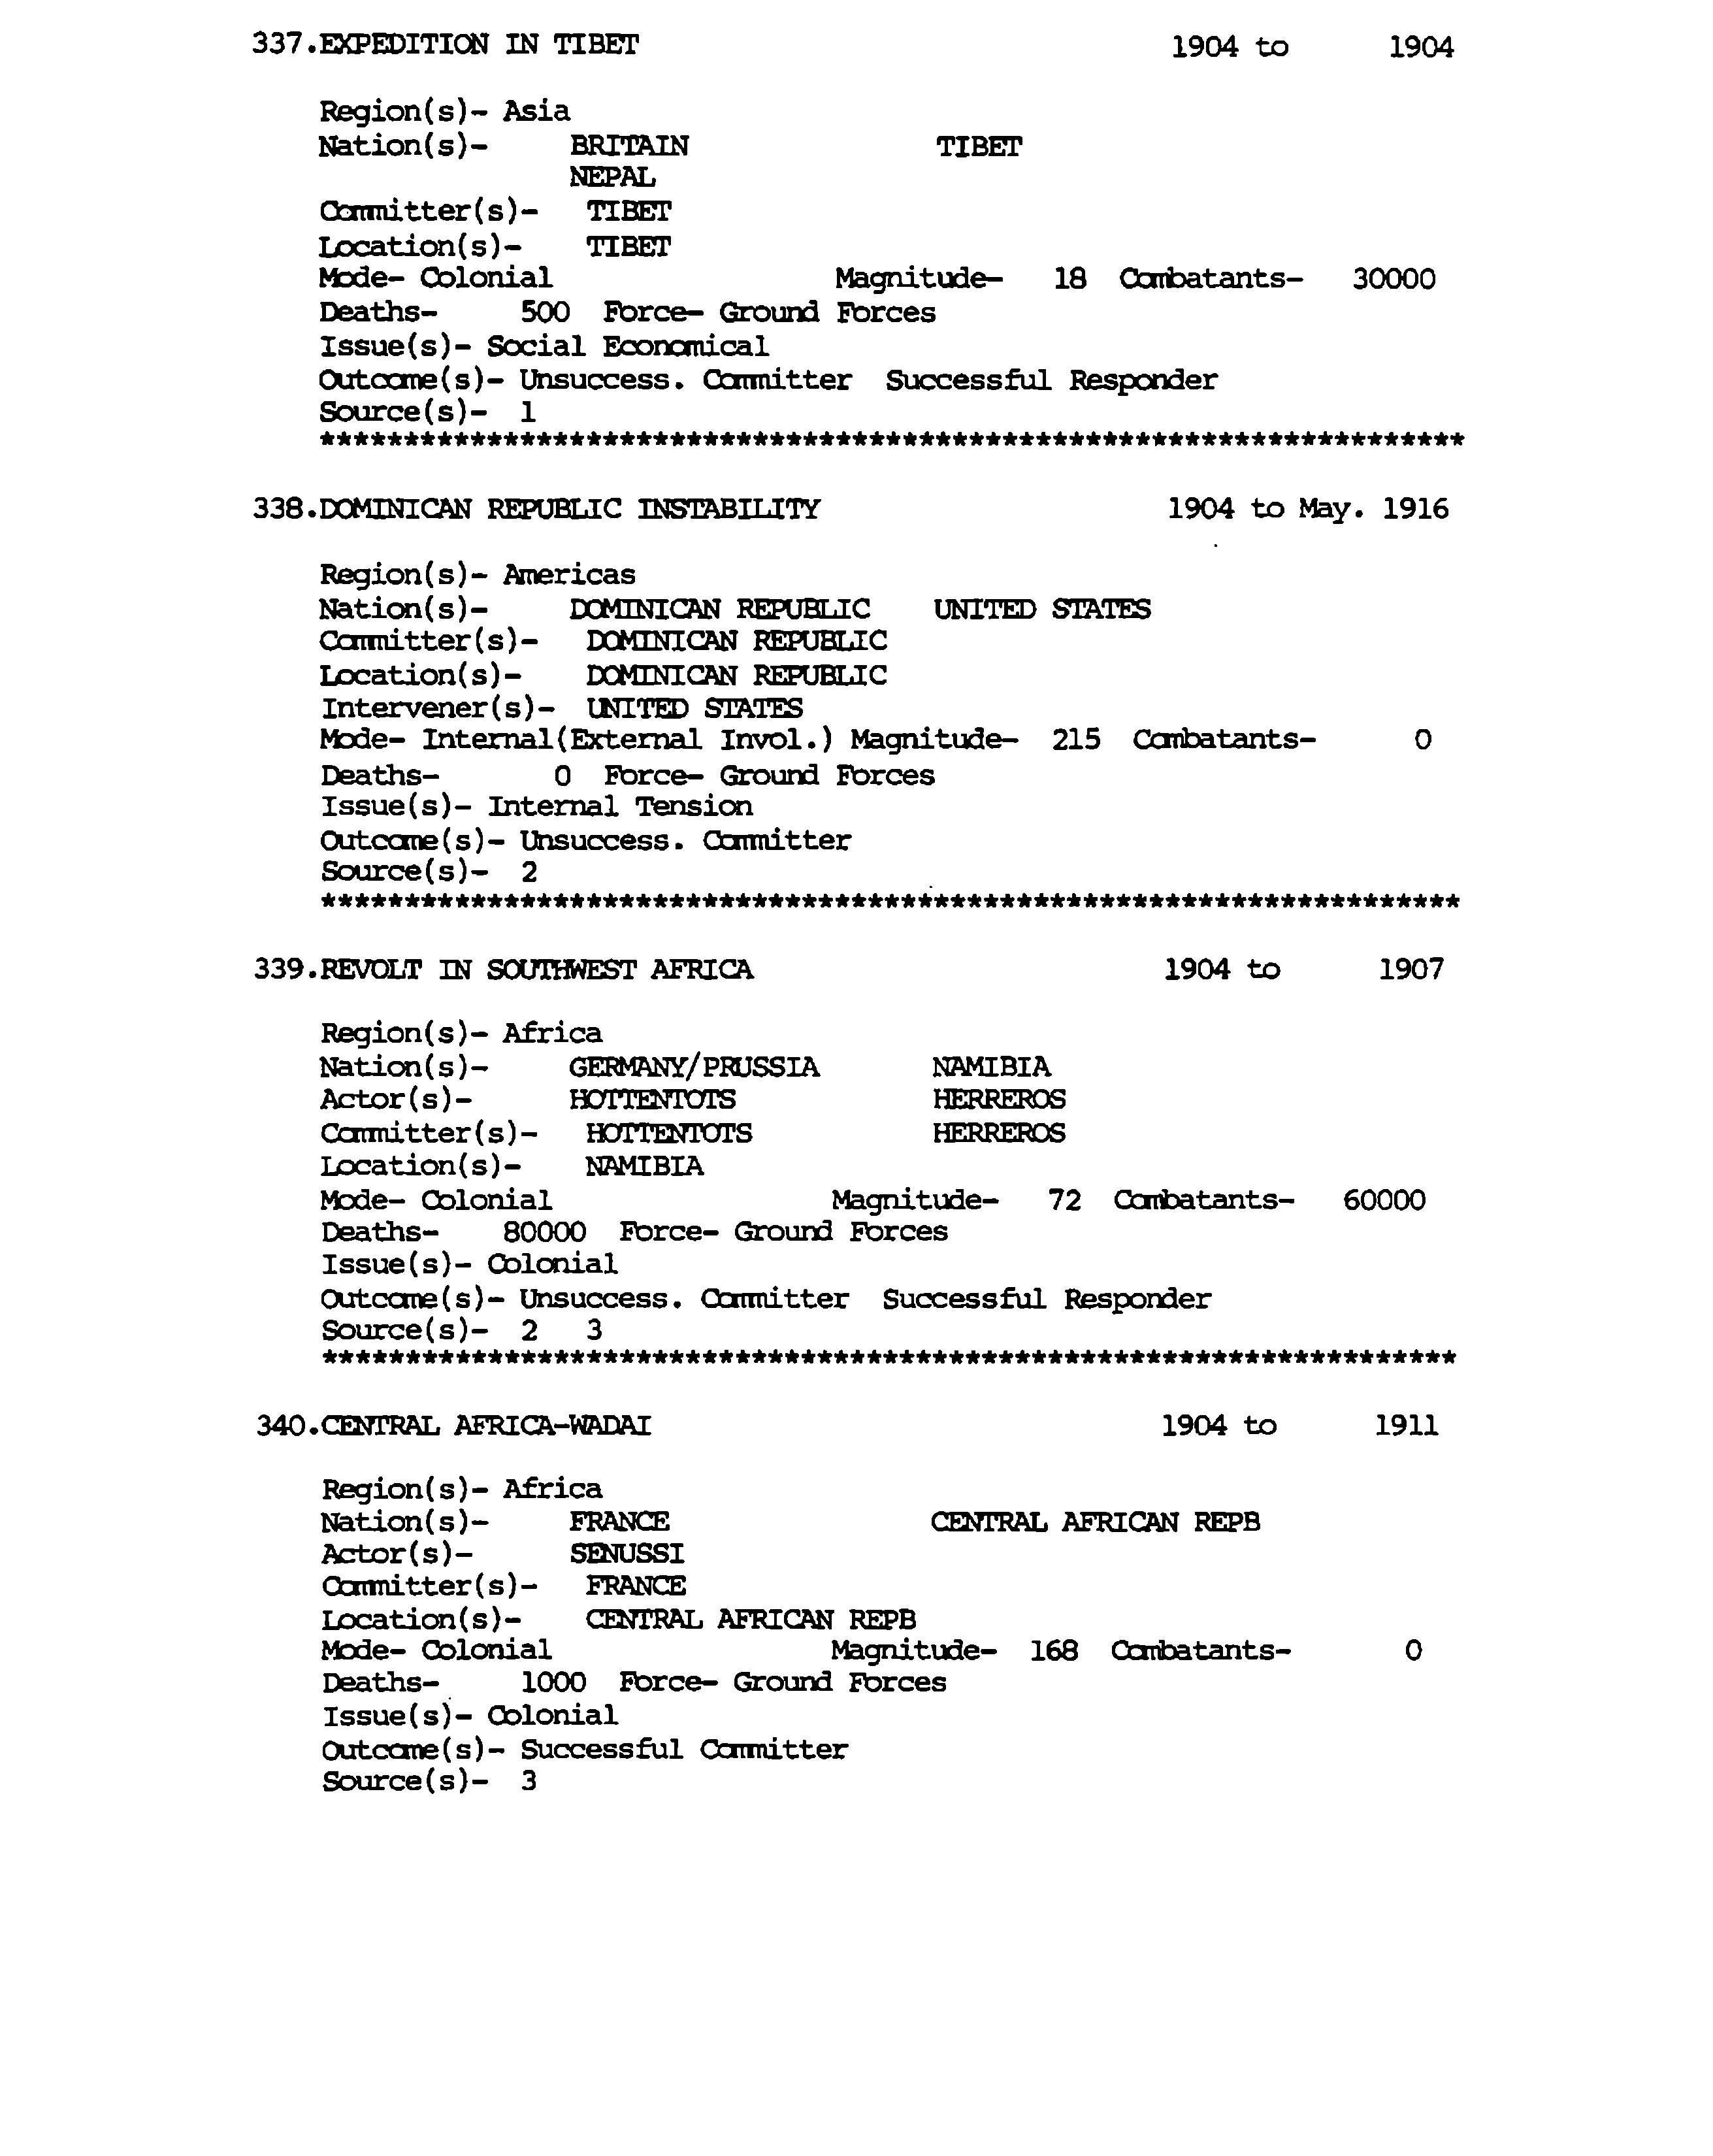 337.EXPEDITION IN TIBET 1904 to 1904
Region(s)- Asia
Nation(s)- BRITAIN TIBET
NEPAL
Committer(s)- TIBET
Location(s)- TIBET
Mode- Colonial Magnitude- 18 Combatants- 30000
Deaths- 500 Force- Ground Forces
Issue(s)- Social Economical
Outcome(s)- Unsuccess. Committer Successful Responder
Source(s)- 1
*********************************************************************
338.DOMINICAN REPUBLIC INSTABILITY 1904 to May. 1916
Region(s)- Americas
Nation(s)- DOMINICAN REPUBLIC UNITED STATES
Committer(s)- DOMINICAN REPUBLIC
Location(s)- DOMINICAN REPUBLIC
Intervener(s)- UNITED STATES
Mode- Internal(External Invol.) Magnitude- 215 Combatants- 0
Deaths- 0 Force- Ground Forces
Issue(s)- Internal Tension
Outcome(s)- Unsuccess. Committer
Source(s)- 2
*********************************************************************
339.REVOLT IN SOUTHWEST AFRICA 1904 to 1907
Region(s)- Africa
Nation(s)- GERMANY/PRUSSIA NAMIBIA
Actor(s)- HOTTENTOTS HERREROS
Committer(s)- HOTTENTOTS HERREROS
Location(s)- NAMIBIA
Mode- Colonial Magnitude- 72 Combatants- 60000
Deaths- 80000 Force- Ground Forces
Issue(s)- Colonial
Outcome(s)- Unsuccess. Committer Successful Responder
Source(s)- 2 3
*********************************************************************
340.CENTRAL AFRICA-WADAI 1904 to 1911
Region(s)- Africa
Nation(s)- FRANCE CENTRAL AFRICAN REPB
Actor(s)- SENUSSI
Committer(s)- FRANCE
Location(s)- CENTRAL AFRICAN REPB
Mode- Colonial Magnitude- 168 Combatants- 0
Deaths- 1000 Force- Ground Forces
Issue(s)- Colonial
Outcome(s)- Successful Committer
Source(s)- 3